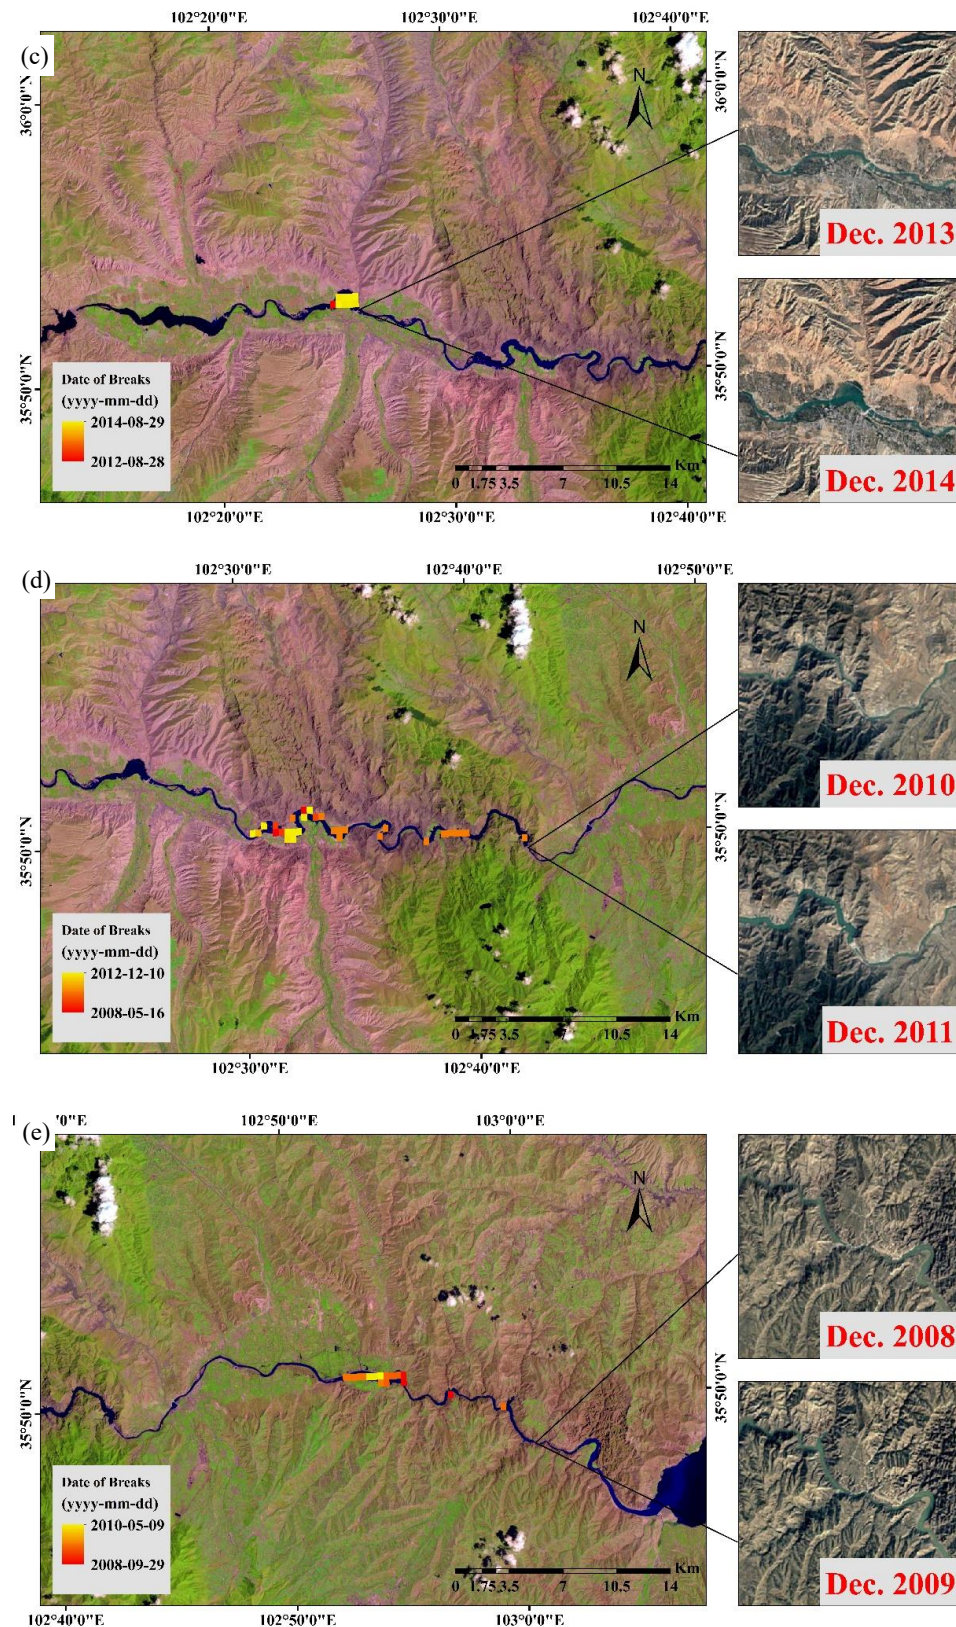 102°20'0"E 102°30'0"E 102°40'0"E
(c)
N
36°0'0"N
36°0'0"N
Dec. 2013
Date of Breaks
(yyyy-mm-dd)
2014-08-29
2012-08-28
35°50'0"N
35°50'0"N
Km
0 1.75 3.5 7 10.5 14
Dec. 2014
102°20'0"E 102°30'0"E 102°40'0"E
(d)
102°30'0"E 102°40'0"E 102°50'0"E
N
Dec. 2010
35°50'0"N
35°50'0"N
Date of Breaks
(yyyy-mm-dd)
2012-12-10
2008-05-16
Km
0 1.75 3.5 7 10.5 14
Dec. 2011
102°30'0"E 102°40'0"E
(e)
'0"E 102°50'0"E 103°0'0"E
N
Dec. 2008
35°50'0"N
35°50'0"N
Date of Breaks
(yyyy-mm-dd)
2010-05-09
2008-09-29
Km
0 1.75 3.5 7 10.5 14
Dec. 2009
102°40'0"E 102°50'0"E 103°0'0"E